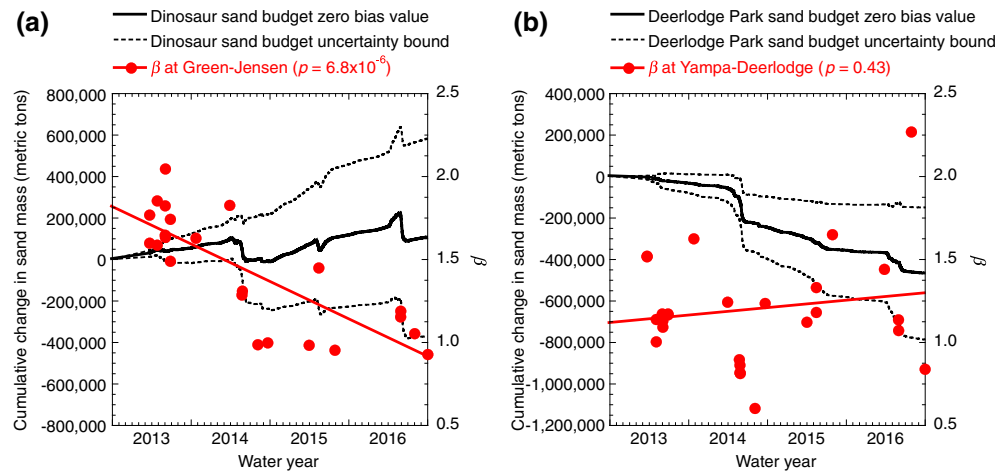 (a)
Dinosaur sand budget zero bias value
Dinosaur sand budget uncertainty bound
β at Green-Jensen (p = 6.8x10-6)
Cumulative change in sand mass (metric tons)
800,000
600,000
400,000
200,000
0
-200,000
-400,000
-600,000
-800,000
2.5
2.0
1.5
1.0
0.5
β
2013
2014
2015
2016
Water year
(b)
Deerlodge Park sand budget zero bias value
Deerlodge Park sand budget uncertainty bound
β at Yampa-Deerlodge (p = 0.43)
Cumulative change in sand mass (metric tons)
400,000
200,000
0
-200,000
-400,000
-600,000
-800,000
-1,000,000
-1,200,000
2.5
2.0
1.5
1.0
0.5
β
2013
2014
2015
2016
Water year